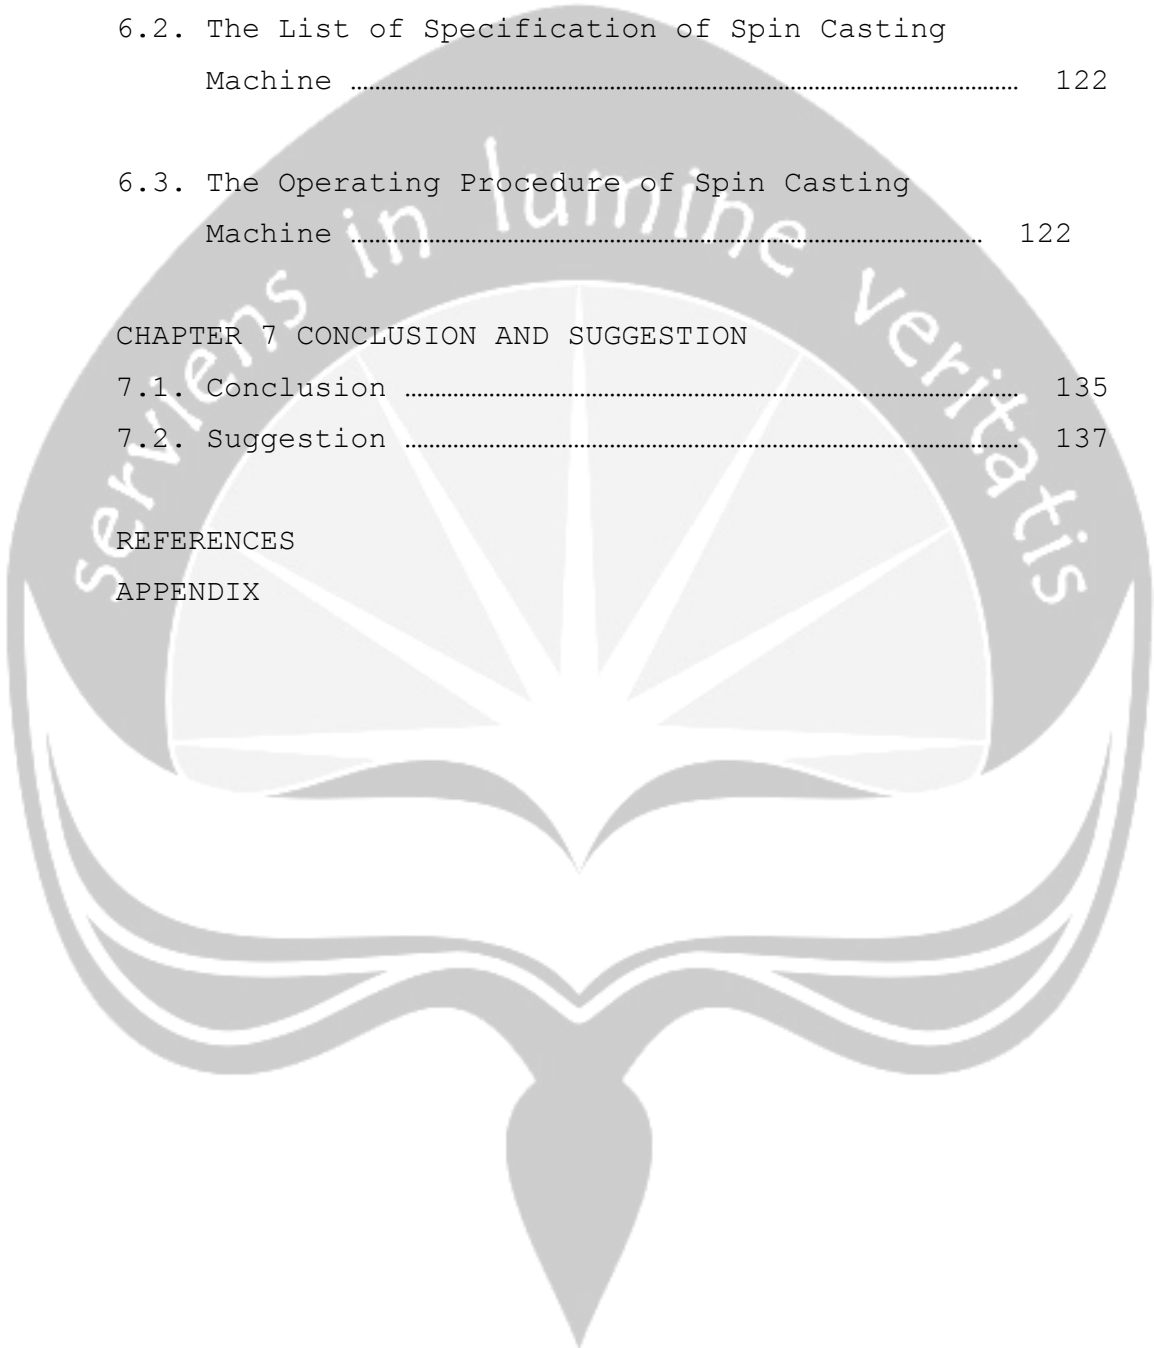 6.2. The List of Specification of Spin Casting
Machine ........................................ 122
6.3. The Operating Procedure of Spin Casting
Machine ........................................ 122
CHAPTER 7 CONCLUSION AND SUGGESTION
7.1. Conclusion ........................................ 135
7.2. Suggestion ........................................ 137
REFERENCES
APPENDIX
serviens in lumine veritatis